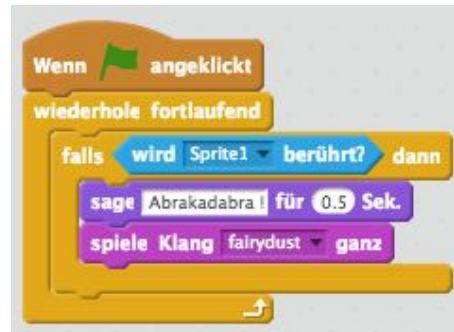 Wenn angeklickt
wiederhole fortlaufend
falls wird Sprite1 berührt? dann
sage Abrakadabra ! für 0.5 Sek.
spiele Klang fairydust ganz